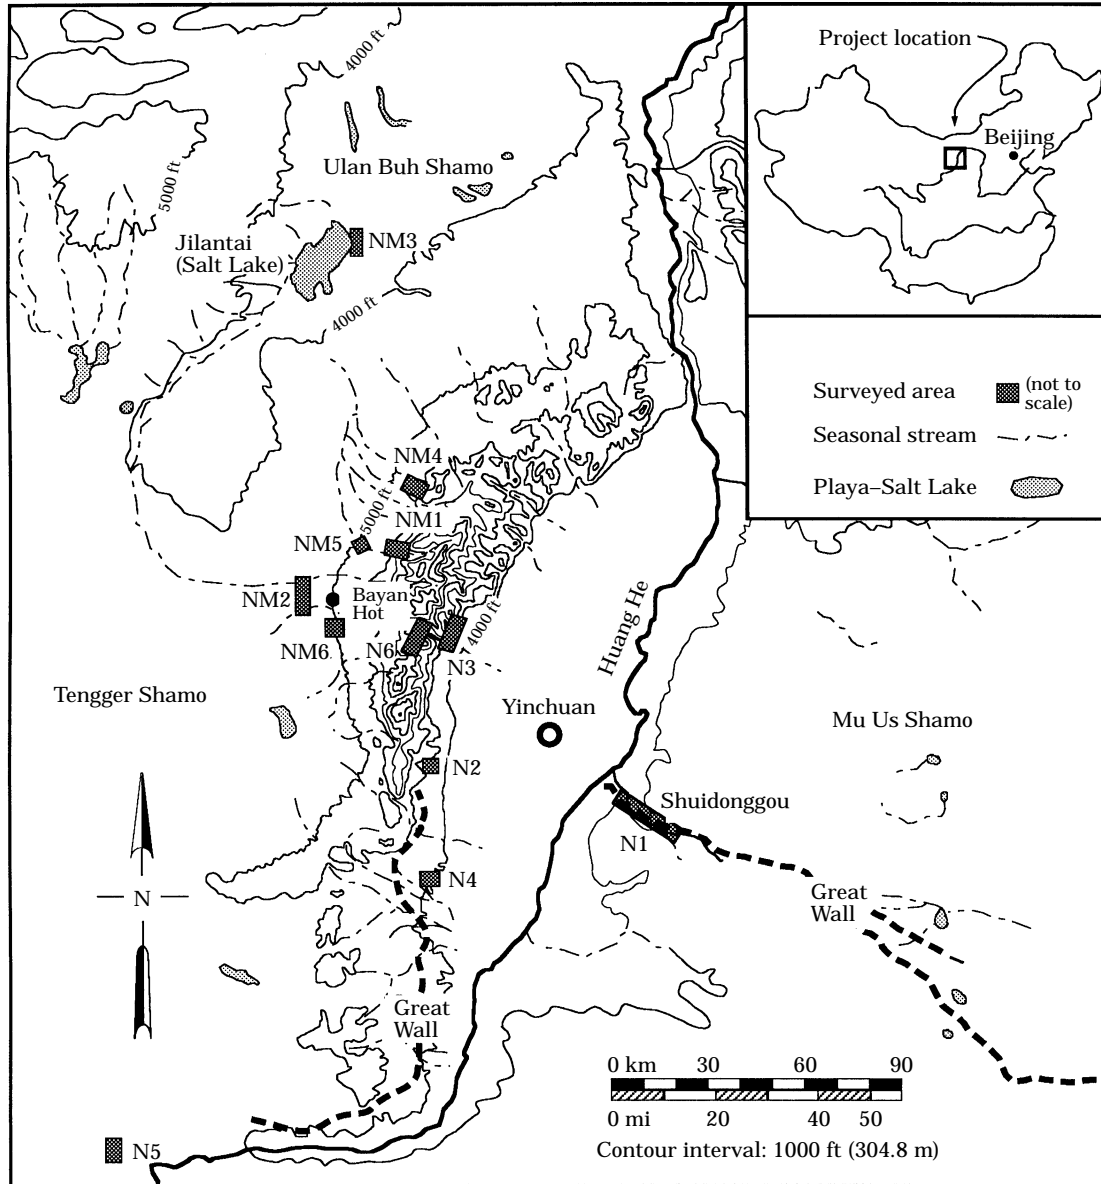 4000 ft
Project location
Beijing
Ulan Buh Shamo
5000 ft
Jilantai
(Salt Lake)
NM3
4000 ft
Surveyed area
(not to
scale)
Seasonal stream
Playa–Salt Lake
NM4
5000 ft
NM1
NM5
NM2
Bayan
Hot
NM6
N6
N3
4000 ft
Huang He
Tengger Shamo
Yinchuan
Mu Us Shamo
N2
Shuidonggou
N1
N4
N
Great
Wall
Great
Wall
0 km 30 60 90
0 mi 20 40 50
Contour interval: 1000 ft (304.8 m)
N5